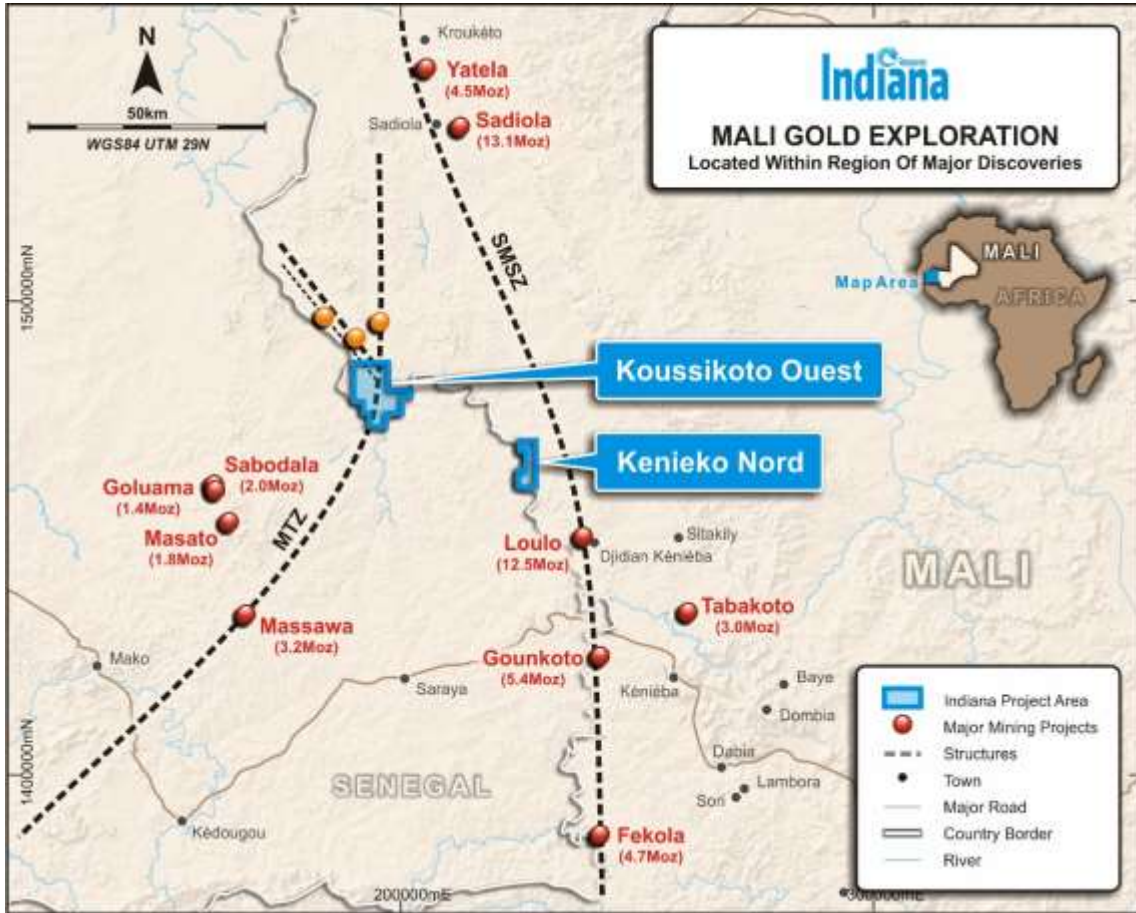 N
50km
WGS84 UTM 29N
Kroukéto
Yatela
(4.5Moz)
Sadiola
Sadiola
(13.1Moz)
Indiana
MALI GOLD EXPLORATION
Located Within Region Of Major Discoveries
MALI
Map Area
AFRICA
SMSZ
1500000mN
Koussikoto Ouest
Kenieko Nord
Sabodala
(2.0Moz)
Goluama
(1.4Moz)
Masato
(1.8Moz)
MTZ
Loulo
(12.5Moz)
Djidian Kéniéba
Sitakily
MALI
Massawa
(3.2Moz)
Tabakoto
(3.0Moz)
Mako
Saraya
Gounkoto
(5.4Moz)
Kéniéba
Baye
Dombia
Dabia
Lambora
Sori
1400000mN
SENEGAL
Kédougou
Fekola
(4.7Moz)
200000mE
300000mE
Indiana Project Area
Major Mining Projects
Structures
Town
Major Road
Country Border
River